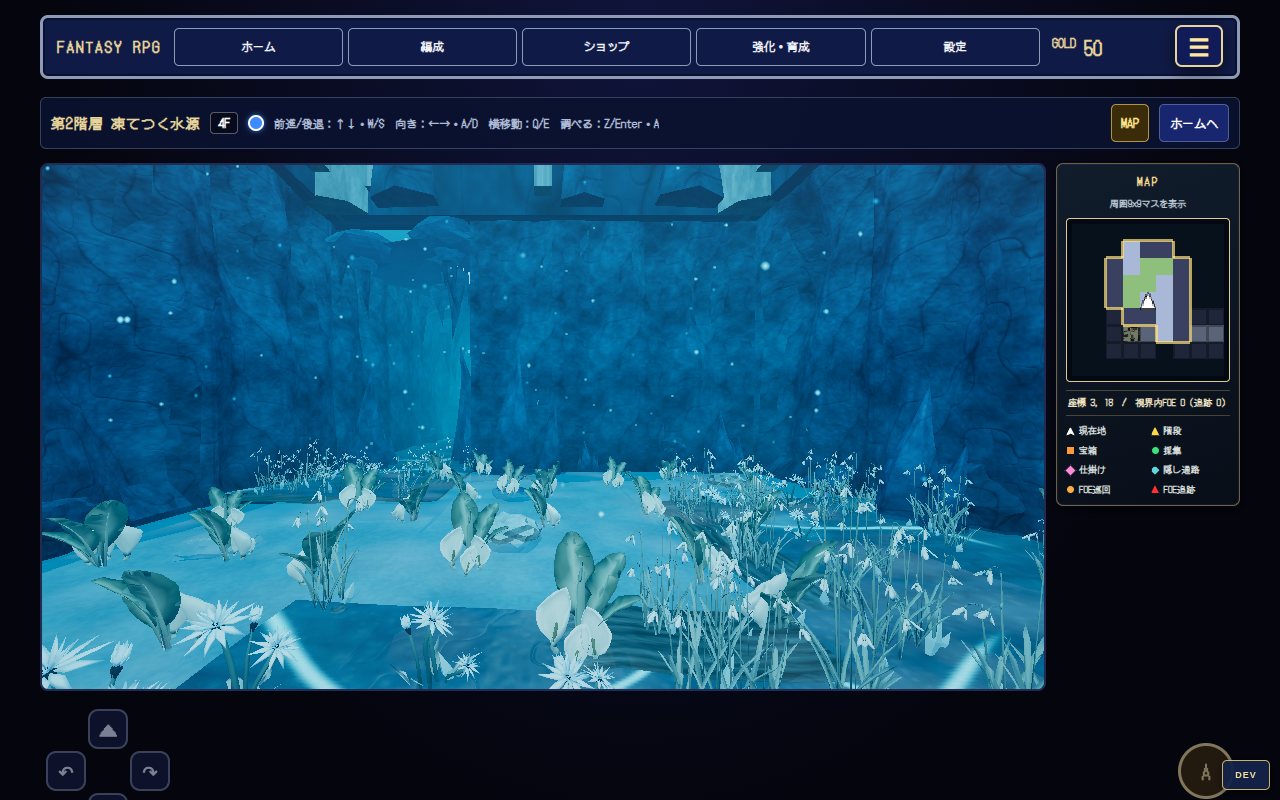 FANTASY RPG
ホーム
編成
ショップ
強化・育成
設定
GOLD 50
第2階層 凍てつく水源
4F
前進/後退：↑↓・W/S 向き：←→・A/D 横移動：Q/E 調べる：Z/Enter・A
MAP
ホームへ
MAP
周囲9x9マスを表示
座標 3, 18 / 視界内FOE 0 (追跡 0)
現在地
階段
宝箱
採集
仕掛け
隠し通路
FOE巡回
FOE追跡
A
DEV